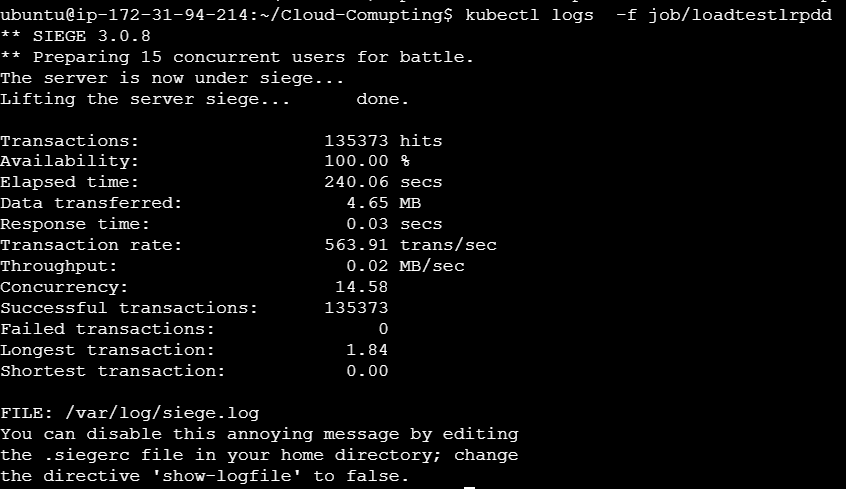 ubuntu@ip-172-31-94-214:~/Cloud-Comupting$ kubectl logs  -f job/loadtestlrpdd
** SIEGE 3.0.8
** Preparing 15 concurrent users for battle.
The server is now under siege...
Lifting the server siege...      done.

Transactions:                 135373 hits
Availability:                 100.00 %
Elapsed time:                 240.06 secs
Data transferred:               4.65 MB
Response time:                  0.03 secs
Transaction rate:             563.91 trans/sec
Throughput:                     0.02 MB/sec
Concurrency:                   14.58
Successful transactions:      135373
Failed transactions:               0
Longest transaction:            1.84
Shortest transaction:           0.00

FILE: /var/log/siege.log
You can disable this annoying message by editing
the .siegerc file in your home directory; change
the directive 'show-logfile' to false.